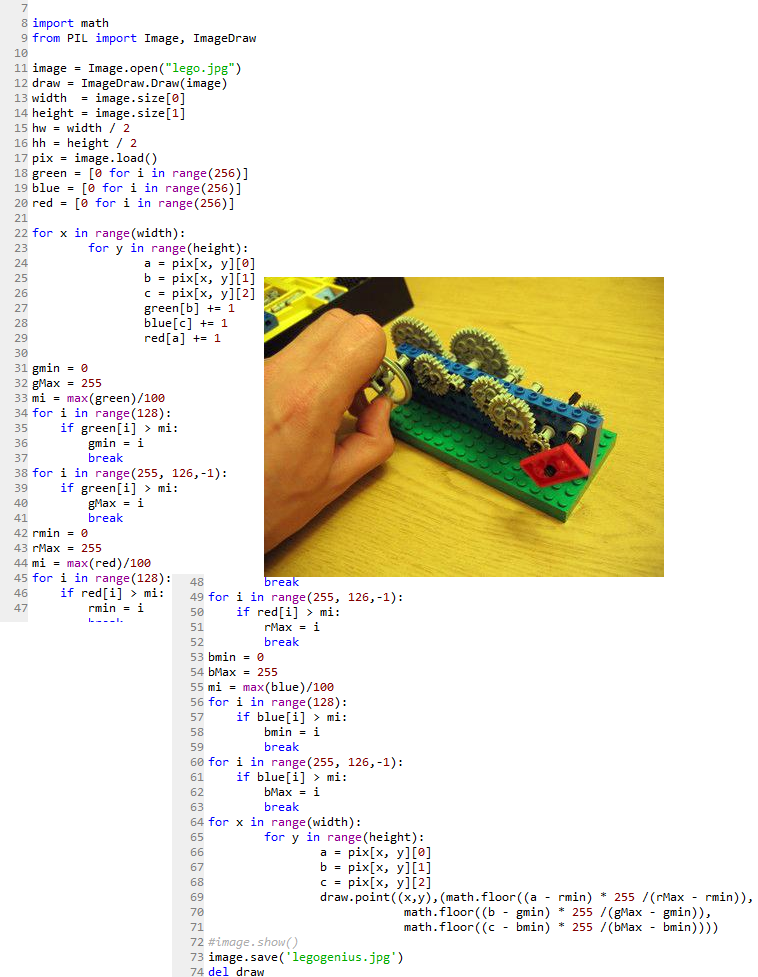 7
8 import math
9 from PIL import Image, ImageDraw
10
11 image = Image.open("lego.jpg")
12 draw = ImageDraw.Draw(image)
13 width  = image.size[0]
14 height = image.size[1]
15 hw = width / 2
16 hh = height / 2
17 pix = image.load()
18 green = [0 for i in range(256)]
19 blue = [0 for i in range(256)]
20 red = [0 for i in range(256)]
21
22 for x in range(width):
23         for y in range(height):
24                 a = pix[x, y][0]
25                 b = pix[x, y][1]
26                 c = pix[x, y][2]
27                 green[b] += 1
28                 blue[c] += 1
29                 red[a] += 1
30
31 gmin = 0
32 gMax = 255
33 mi = max(green)/100
34 for i in range(128):
35     if green[i] > mi:
36         gmin = i
37         break
38 for i in range(255, 126,-1):
39     if green[i] > mi:
40         gMax = i
41         break
42 rmin = 0
43 rMax = 255
44 mi = max(red)/100
45 for i in range(128):
46     if red[i] > mi:
47         rmin = i
48         break
49 for i in range(255, 126,-1):
50     if red[i] > mi:
51         rMax = i
52         break
53 bmin = 0
54 bMax = 255
55 mi = max(blue)/100
56 for i in range(128):
57     if blue[i] > mi:
58         bmin = i
59         break
60 for i in range(255, 126,-1):
61     if blue[i] > mi:
62         bMax = i
63         break
64 for x in range(width):
65         for y in range(height):
66                 a = pix[x, y][0]
67                 b = pix[x, y][1]
68                 c = pix[x, y][2]
69                 draw.point((x,y),(math.floor((a - rmin) * 255 /(rMax - rmin)),
70                             math.floor((b - gmin) * 255 /(gMax - gmin)),
71                             math.floor((c - bmin) * 255 /(bMax - bmin))))
72 #image.show()
73 image.save('legogenius.jpg')
74 del draw